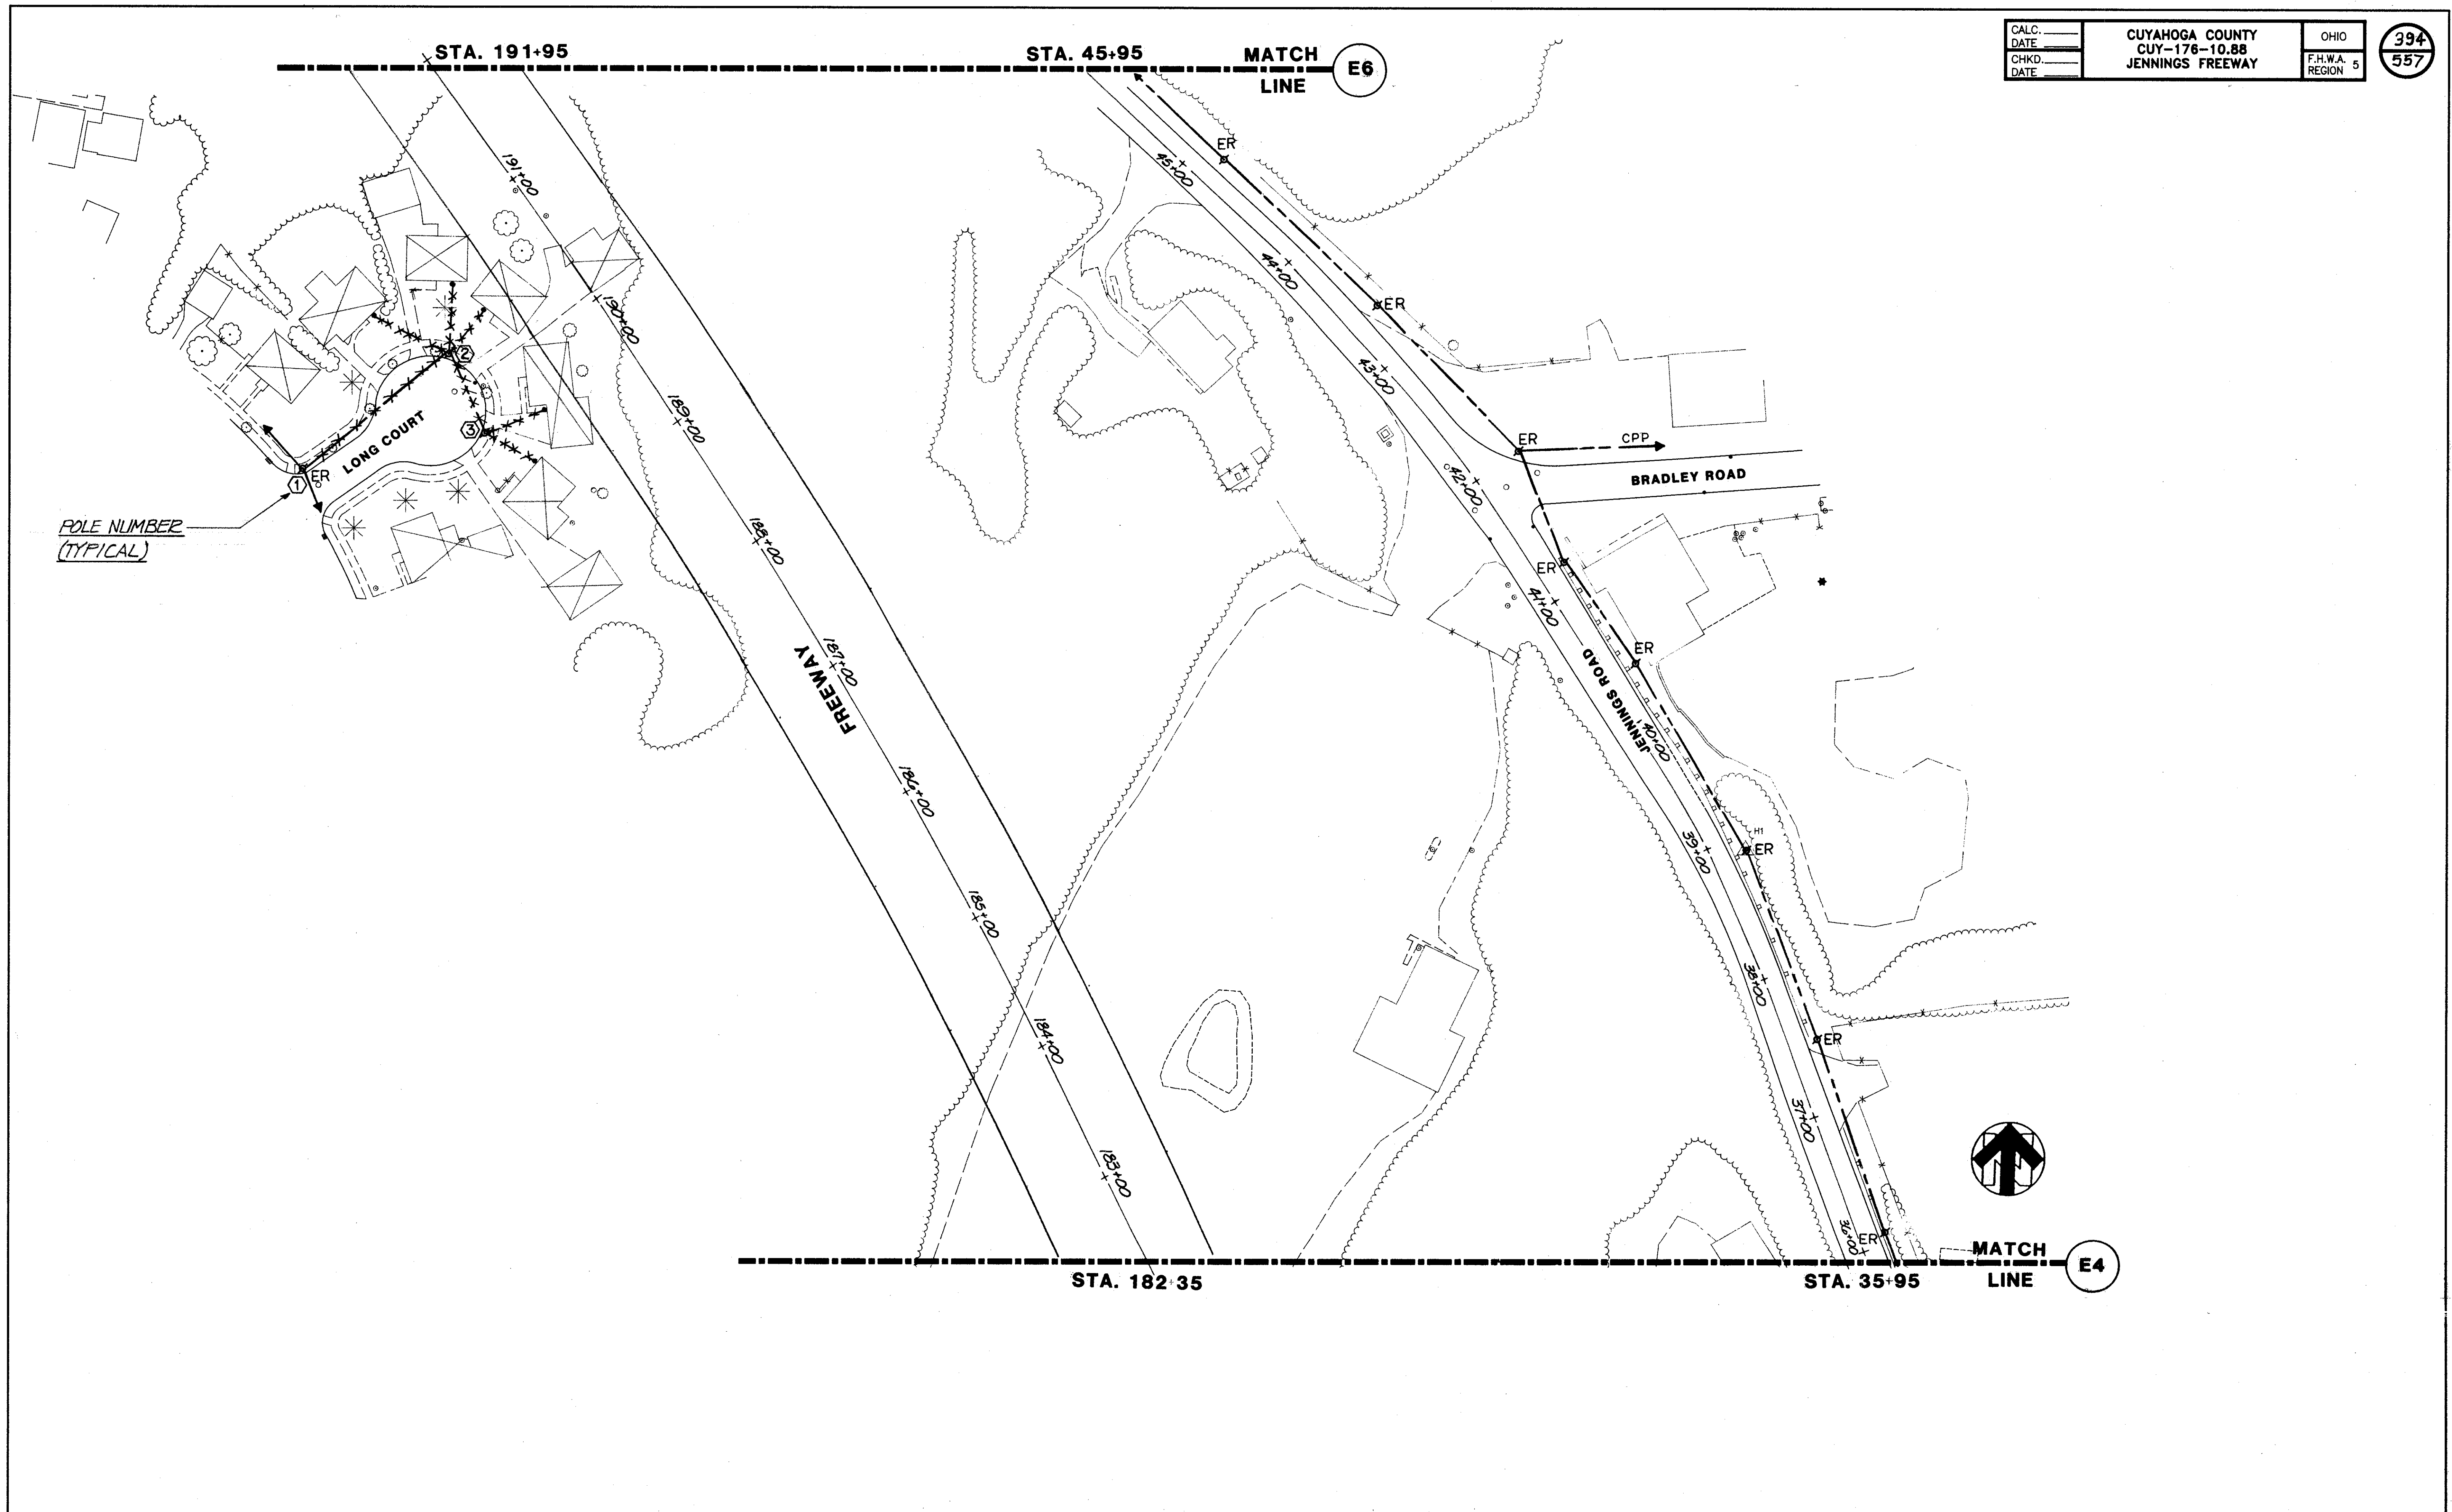 STA. 191+95
STA. 45+95
MATCH
LINE
E6
CALC.
DATE
CHKD.
DATE
CUYAHOGA COUNTY
CUY-176-10.88
JENNINGS FREEWAY
OHIO
F.H.W.A. 5
REGION
394
557
191+00
190+00
189+00
188+00
187+00
186+00
185+00
184+00
183+00
FREEWAY
2
3
LONG COURT
ER
1
POLE NUMBER
(TYPICAL)
ER
45+00
44+00
ER
43+00
ER
CPP
BRADLEY ROAD
42+00
ER
41+00
ER
JENNINGS ROAD
40+00
H1
ER
39+00
38+00
ER
37+00
36+00
ER
N
MATCH
LINE
E4
STA. 182+35
STA. 35+95